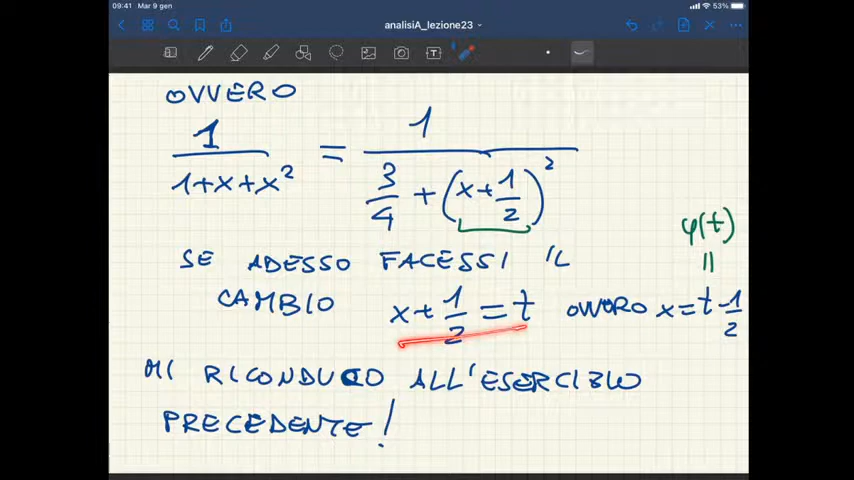 09:41 Mar 9 gen
53%
analisiA_lezione23
OVVERO
1/(1+x+x²) = 1/(3/4 + (x+1/2)²)
φ(t)
=
SE ADESSO FACESSI IL
CAMBIO x+1/2=t OVVERO x=t-1/2
MI RICONDUCO ALL'ESERCIZIO
PRECEDENTE!